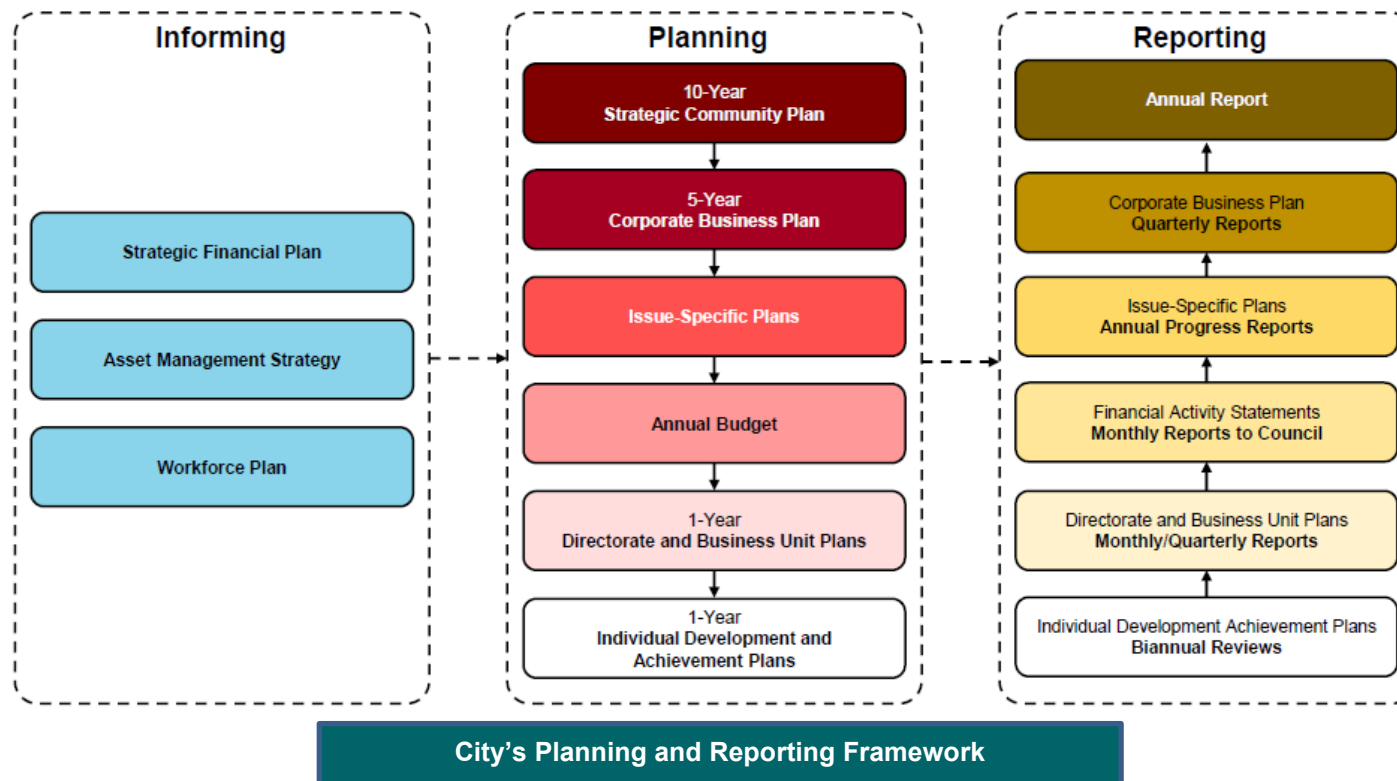 Informing
Strategic Financial Plan
Asset Management Strategy
Workforce Plan
Planning
10-Year
Strategic Community Plan
5-Year
Corporate Business Plan
Issue-Specific Plans
Annual Budget
1-Year
Directorate and Business Unit Plans
1-Year
Individual Development and
Achievement Plans
Reporting
Annual Report
Corporate Business Plan
Quarterly Reports
Issue-Specific Plans
Annual Progress Reports
Financial Activity Statements
Monthly Reports to Council
Directorate and Business Unit Plans
Monthly/Quarterly Reports
Individual Development Achievement Plans
Biannual Reviews
City’s Planning and Reporting Framework